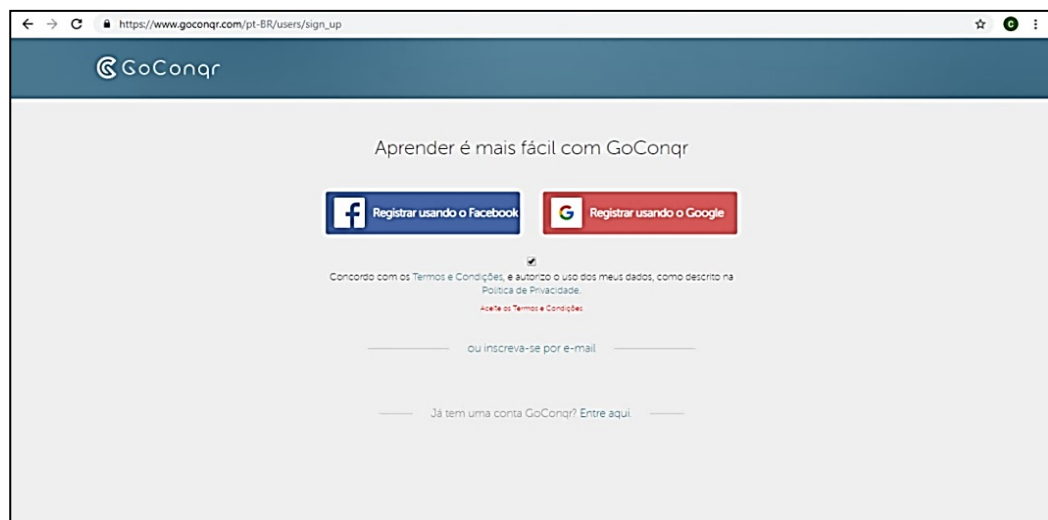 https://www.goconqr.com/pt-BR/users/sign_up
C
GoConqr
Aprender é mais fácil com GoConqr
Registrar usando o Facebook
G Registrar usando o Google
Concordo com os Termos e Condições, e autorizo o uso dos meus dados, como descrito na
Política de Privacidade.
Aceite os Termos e Condições
ou inscreva-se por e-mail
Já tem uma conta GoConqr? Entre aqui.